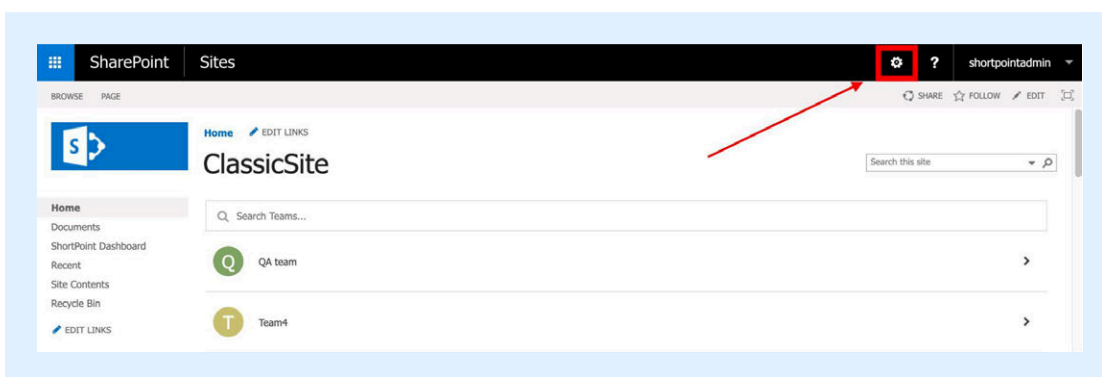 SharePoint Sites ? shortpointadmin
BROWSE PAGE SHARE FOLLOW EDIT
S
Home EDIT LINKS
ClassicSite
Search this site
Home
Documents
ShortPoint Dashboard
Recent
Site Contents
Recycle Bin
EDIT LINKS
Search Teams...
Q QA team
T Team4